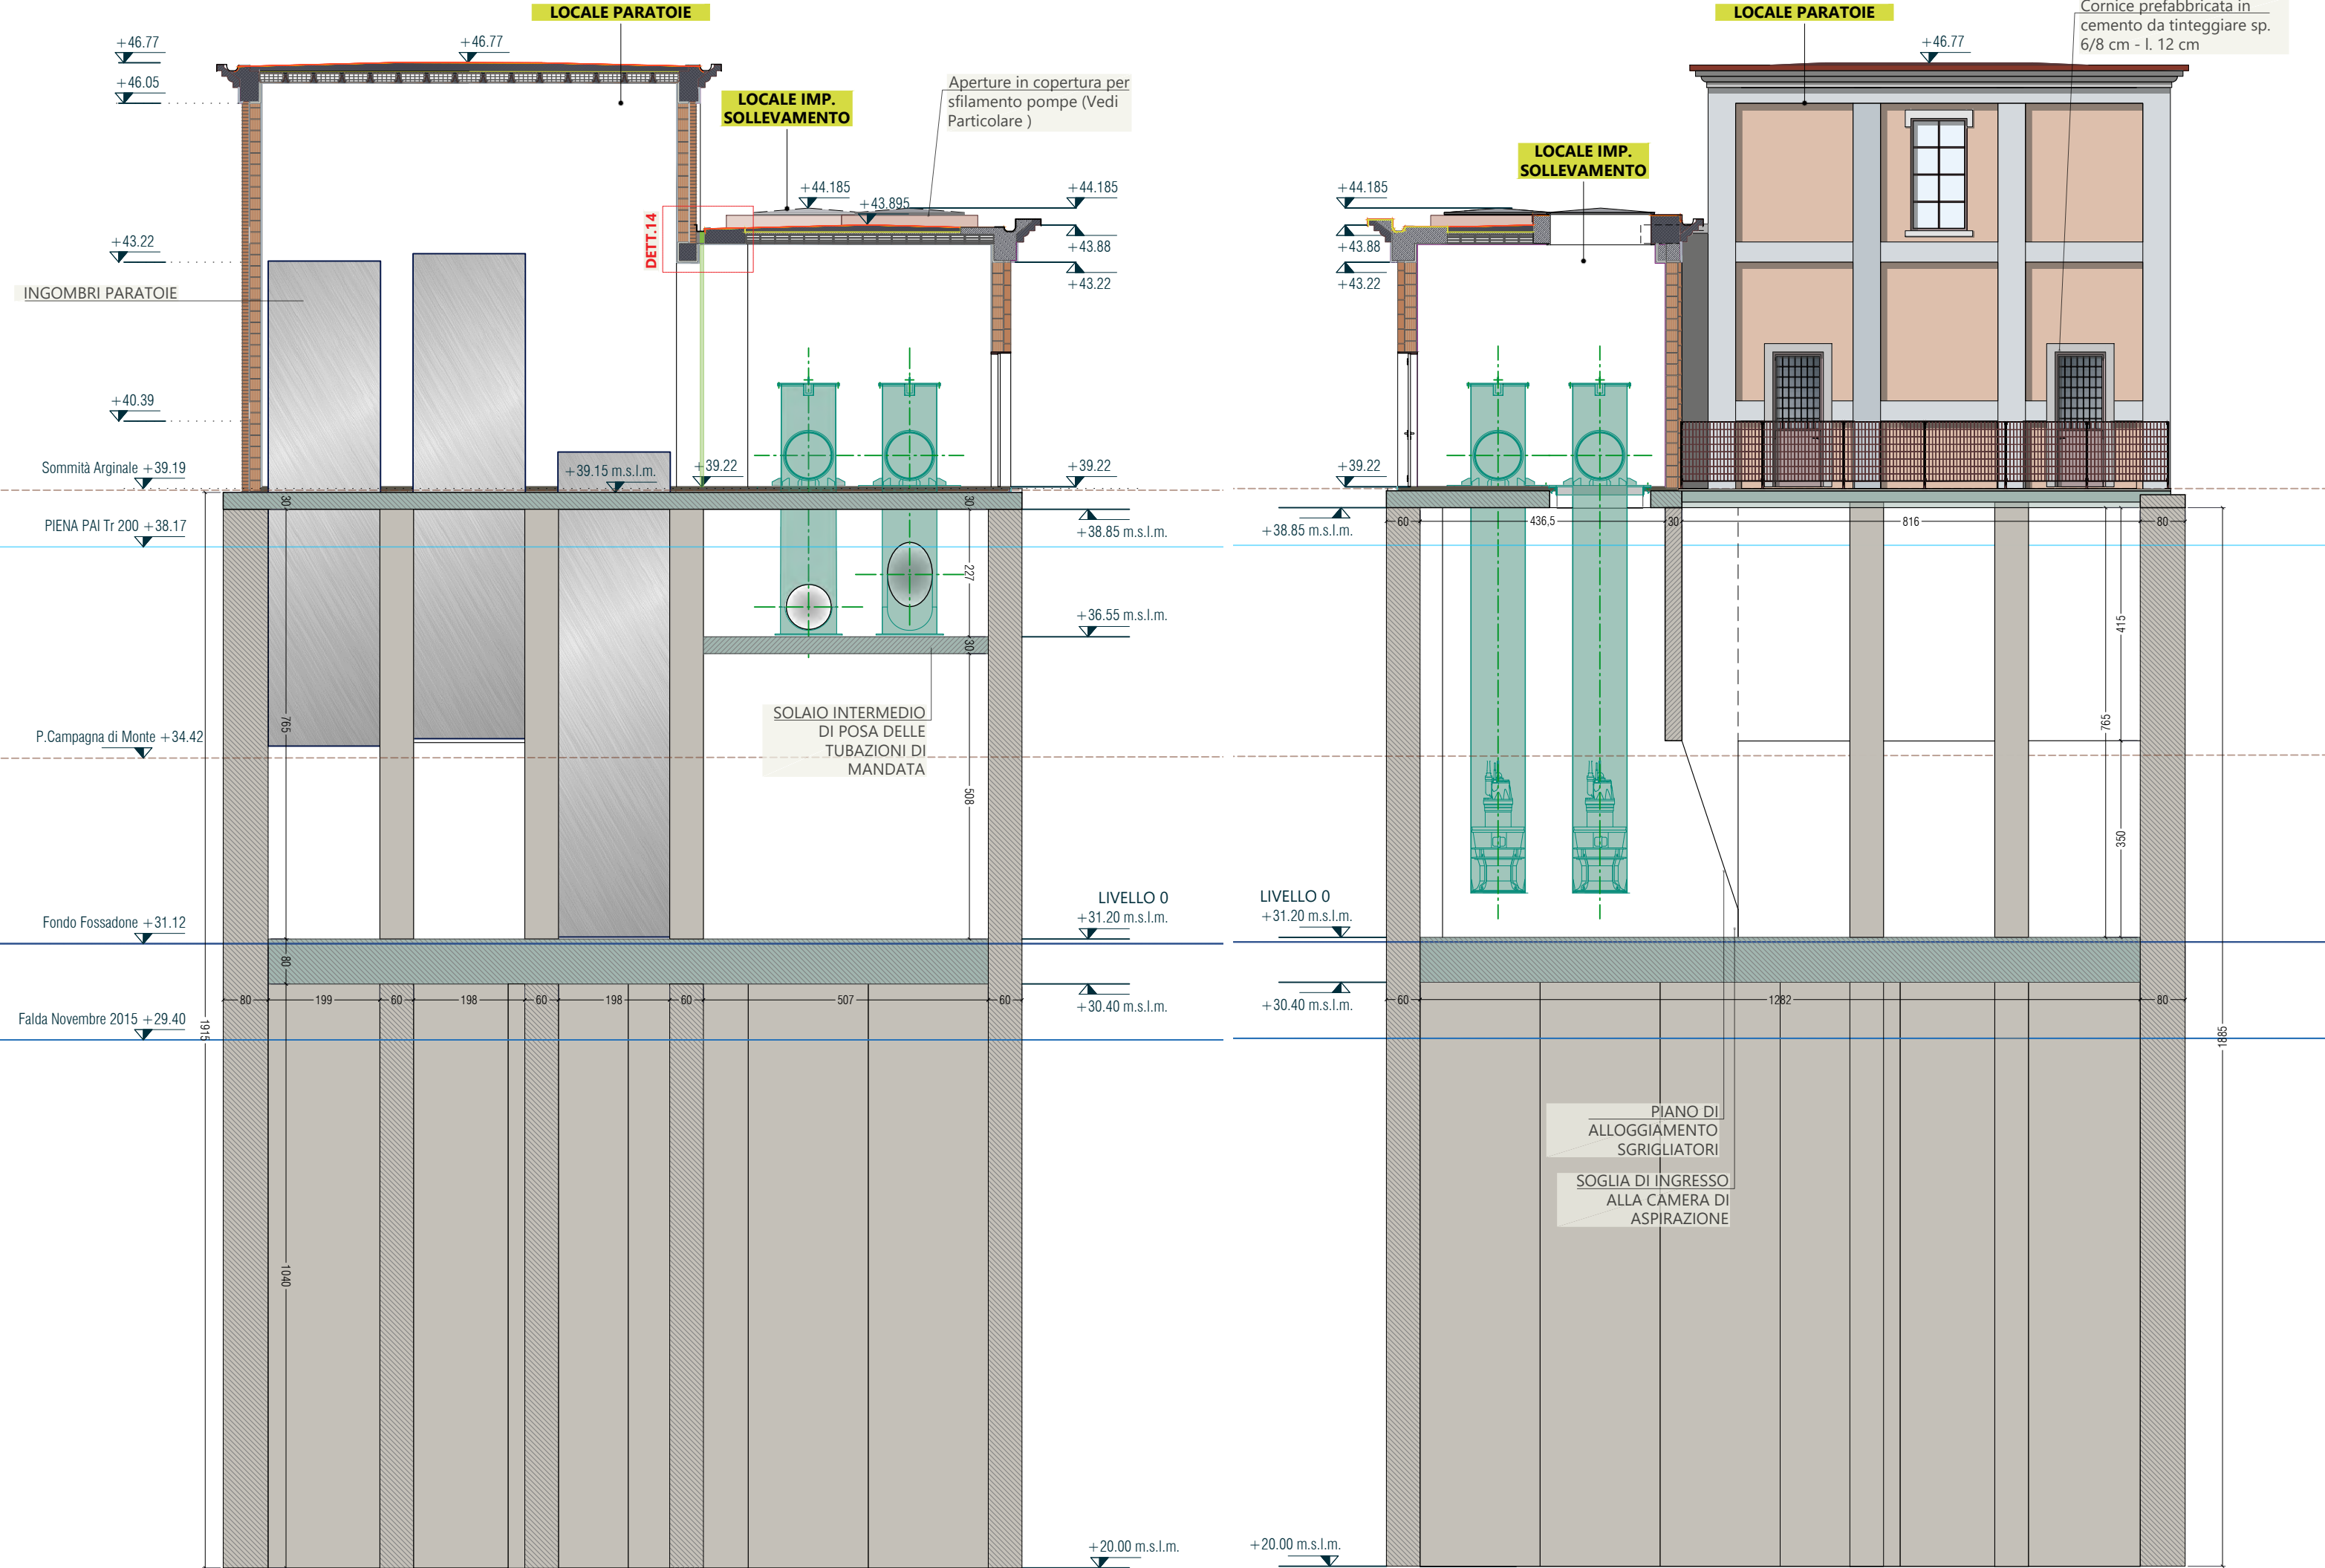 LOCALE PARATOIE
+46.77
+46.77
+46.05
LOCALE IMP.
SOLLEVAMENTO
Aperture in copertura per
sfilamento pompe (Vedi
Particolare )
+44.185
+43.895
+44.185
DETT.14
+43.22
+43.88
+43.22
INGOMBRI PARATOIE
+40.39
Sommità Arginale +39.19
+39.15 m.s.l.m.
+39.22
+39.22
30
30
PIENA PAI Tr 200 +38.17
+38.85 m.s.l.m.
227
+36.55 m.s.l.m.
30
SOLAIO INTERMEDIO
DI POSA DELLE
TUBAZIONI DI
MANDATA
765
P.Campagna di Monte +34.42
508
LIVELLO 0
+31.20 m.s.l.m.
Fondo Fossadone +31.12
80
80
199
60
198
60
198
60
507
60
+30.40 m.s.l.m.
Falda Novembre 2015 +29.40
1915
1040
+20.00 m.s.l.m.
LOCALE PARATOIE
Cornice prefabbricata in
cemento da tinteggiare sp.
6/8 cm - l. 12 cm
+46.77
LOCALE IMP.
SOLLEVAMENTO
+44.185
+43.88
+43.22
+39.22
+38.85 m.s.l.m.
60
436,5
30
816
80
415
765
350
LIVELLO 0
+31.20 m.s.l.m.
+30.40 m.s.l.m.
60
1282
80
1885
PIANO DI
ALLOGGIAMENTO
SGRIGLIATORI
SOGLIA DI INGRESSO
ALLA CAMERA DI
ASPIRAZIONE
+20.00 m.s.l.m.